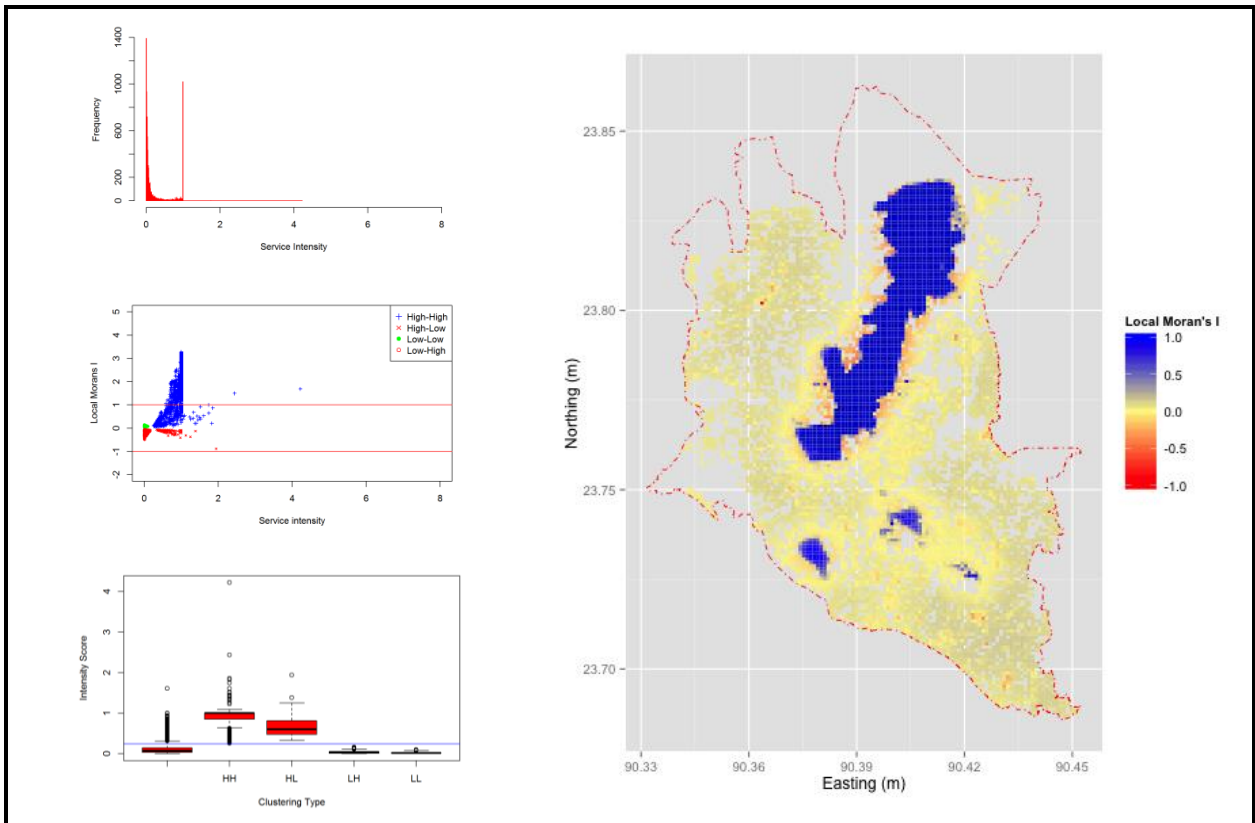 1400
1000
600
200
0
Frequency
0 2 4 6 8
Service Intensity
5
4
3
2
1
0
-1
-2
Local Morans I
High-High
High-Low
Low-Low
Low-High
0 2 4 6 8
Service intensity
4
3
2
1
0
Intensity Score
HH HL LH LL
Clustering Type
23.85
23.80
23.75
23.70
Northing (m)
90.33 90.36 90.39 90.42 90.45
Easting (m)
Local Moran's I
1.0
0.5
0.0
-0.5
-1.0